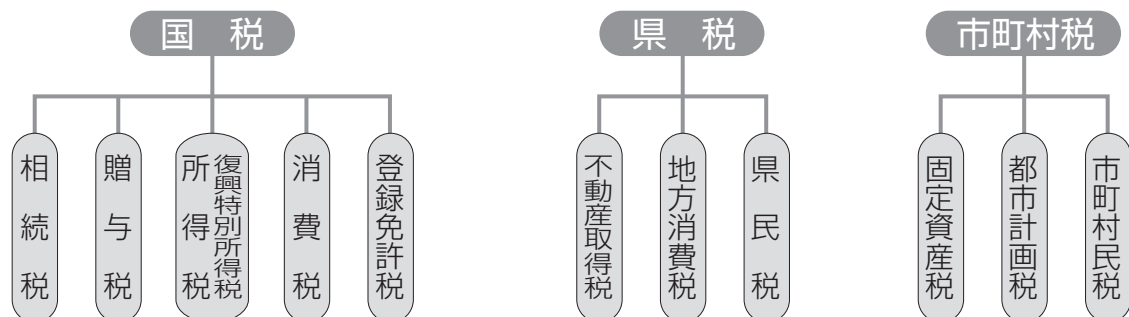 国　税
相続税
贈与税
所得税
復興特別所得税
消費税
登録免許税
県　税
不動産取得税
地方消費税
県民税
市町村税
固定資産税
都市計画税
市町村民税